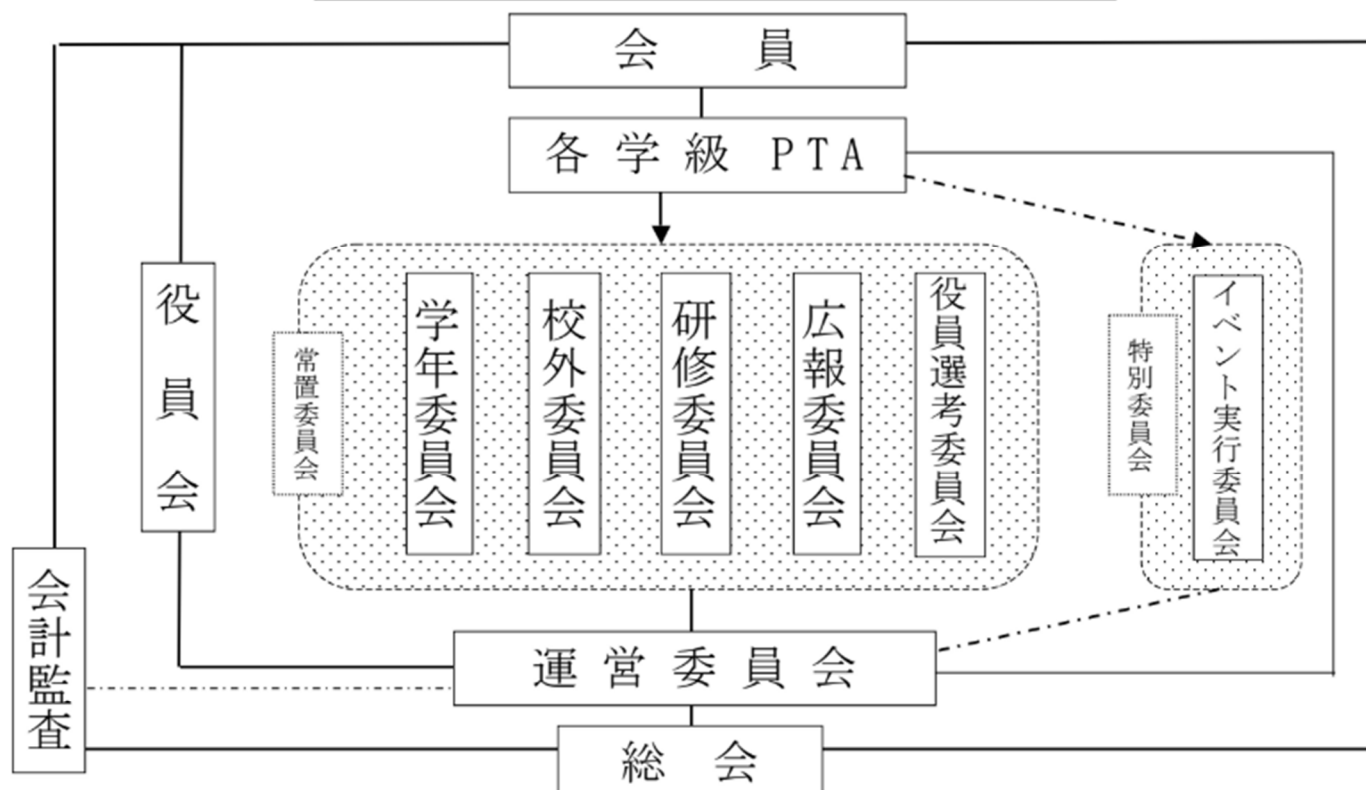 会員
各学級 PTA
役員会
常置委員会
学年委員会
校外委員会
研修委員会
広報委員会
役員選考委員会
特別委員会
イベント実行委員会
会計監査
運営委員会
総会